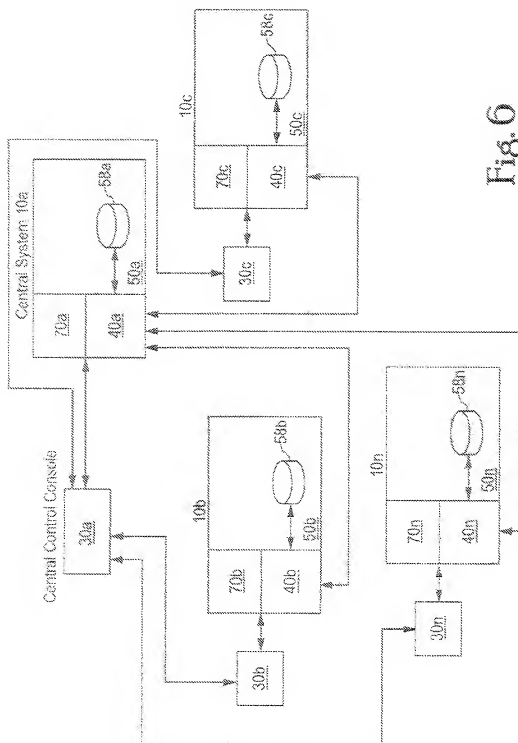 Central Control Console
30a
Central System 10a
70a
40a
50a
58a
10c
70c
40c
50c
58c
30c
10b
70b
40b
50b
58b
30b
10n
70n
40n
50n
58n
30n
Fig. 6